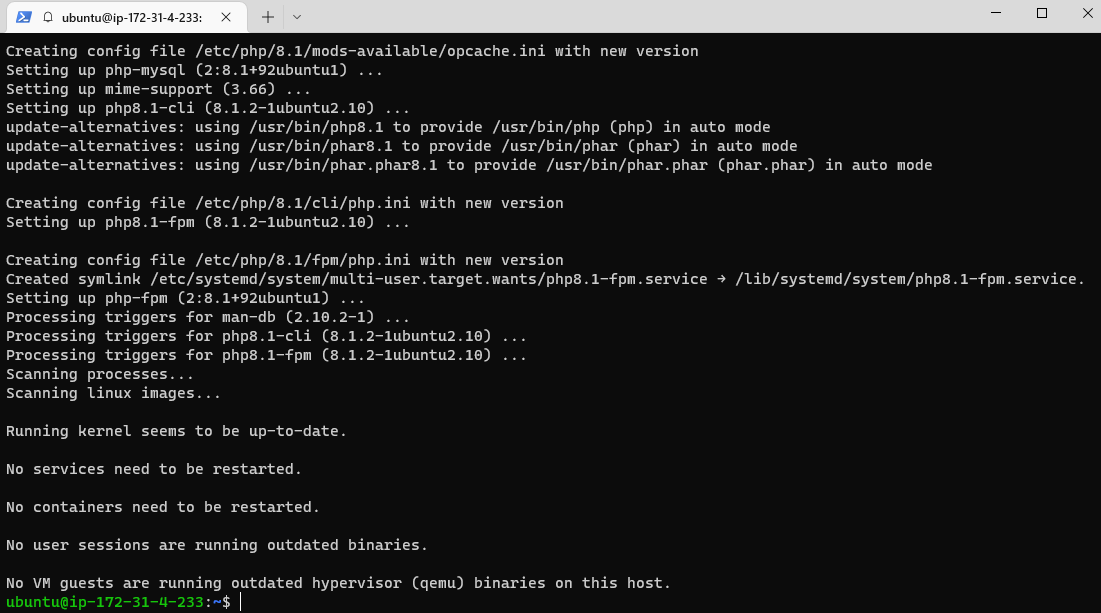 ubuntu@ip-172-31-4-233:
Creating config file /etc/php/8.1/mods-available/opcache.ini with new version
Setting up php-mysql (2:8.1+92ubuntu1) ...
Setting up mime-support (3.66) ...
Setting up php8.1-cli (8.1.2-1ubuntu2.10) ...
update-alternatives: using /usr/bin/php8.1 to provide /usr/bin/php (php) in auto mode
update-alternatives: using /usr/bin/phar8.1 to provide /usr/bin/phar (phar) in auto mode
update-alternatives: using /usr/bin/phar.phar8.1 to provide /usr/bin/phar.phar (phar.phar) in auto mode
Creating config file /etc/php/8.1/cli/php.ini with new version
Setting up php8.1-fpm (8.1.2-1ubuntu2.10) ...
Creating config file /etc/php/8.1/fpm/php.ini with new version
Created symlink /etc/systemd/system/multi-user.target.wants/php8.1-fpm.service → /lib/systemd/system/php8.1-fpm.service.
Setting up php-fpm (2:8.1+92ubuntu1) ...
Processing triggers for man-db (2.10.2-1) ...
Processing triggers for php8.1-cli (8.1.2-1ubuntu2.10) ...
Processing triggers for php8.1-fpm (8.1.2-1ubuntu2.10) ...
Scanning processes...
Scanning linux images...
Running kernel seems to be up-to-date.
No services need to be restarted.
No containers need to be restarted.
No user sessions are running outdated binaries.
No VM guests are running outdated hypervisor (qemu) binaries on this host.
ubuntu@ip-172-31-4-233:~$